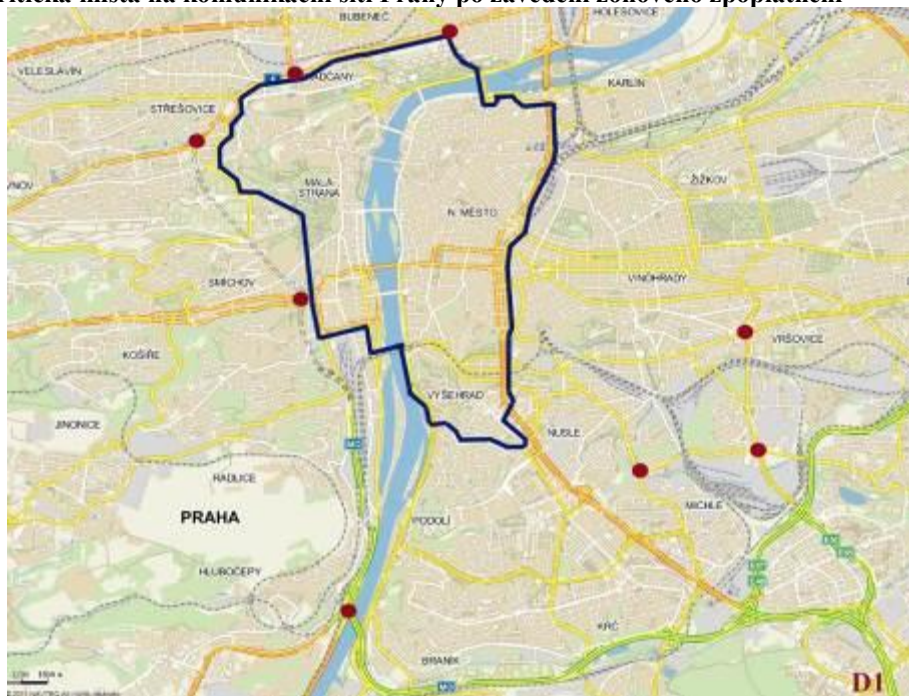 kritická místa na komunikační síti Prahy po zavedení zónového zpoplatnění
BUBENEČ
HOLEŠOVICE
VELESLAVÍN
HRADČANY
KARLÍN
STŘEŠOVICE
ŽIŽKOV
MALÁ
STRANA
N. MĚSTO
VINOHRADY
SMÍCHOV
VRŠOVICE
KOŠÍŘE
VYŠEHRAD
JINONICE
NUSLE
RADLICE
MICHLE
PRAHA
PODOLÍ
HLUBOČEPY
KRČ
BRANÍK
D1